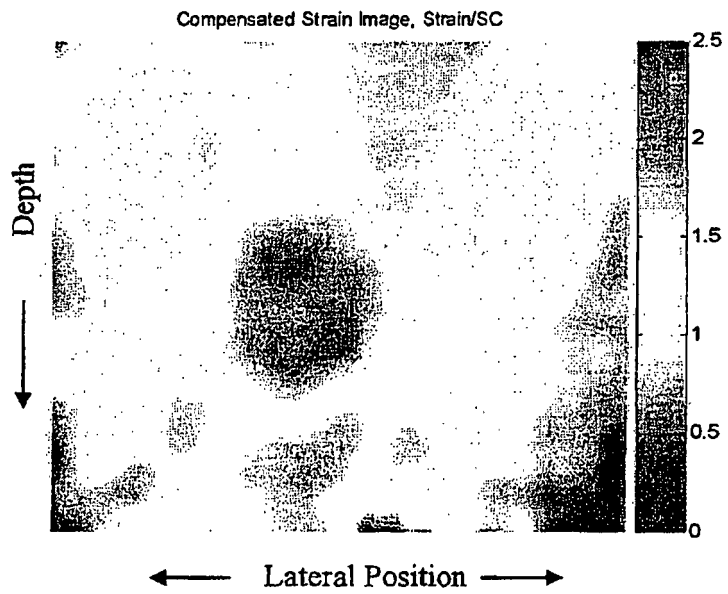 Compensated Strain Image, Strain/SC
2.5
2
1.5
1
0.5
0
Depth
Lateral Position